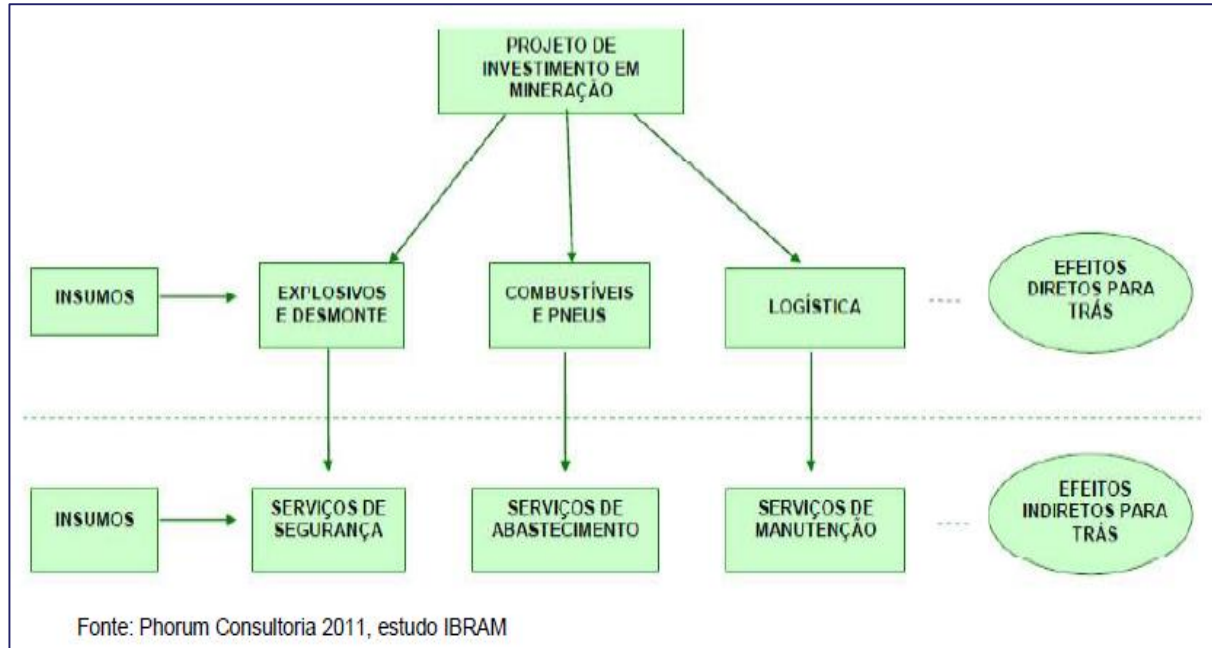 PROJETO DE
INVESTIMENTO EM
MINERAÇÃO
INSUMOS
EXPLOSIVOS
E DESMONTE
COMBUSTÍVEIS
E PNEUS
LOGÍSTICA
EFEITOS
DIRETOS PARA
TRÁS
INSUMOS
SERVIÇOS DE
SEGURANÇA
SERVIÇOS DE
ABASTECIMENTO
SERVIÇOS DE
MANUTENÇÃO
EFEITOS
INDIRETOS PARA
TRÁS
Fonte: Phorum Consultoria 2011, estudo IBRAM